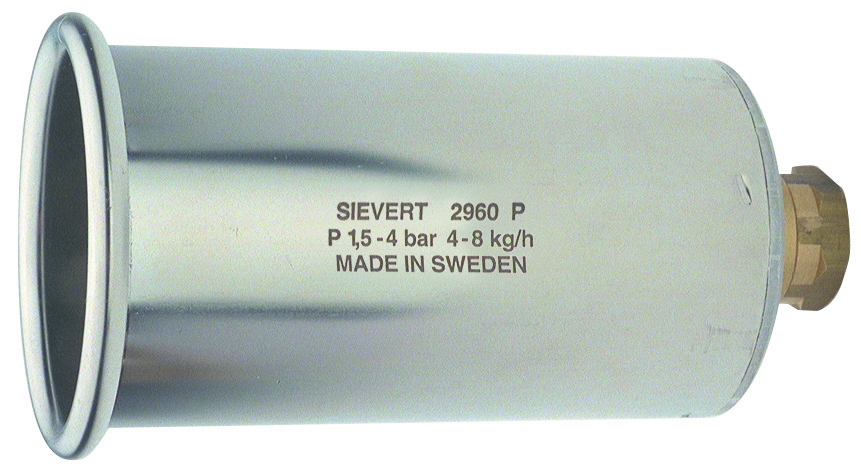 SIEVERT 2960 P
P 1,5-4 bar 4-8 kg/h
MADE IN SWEDEN